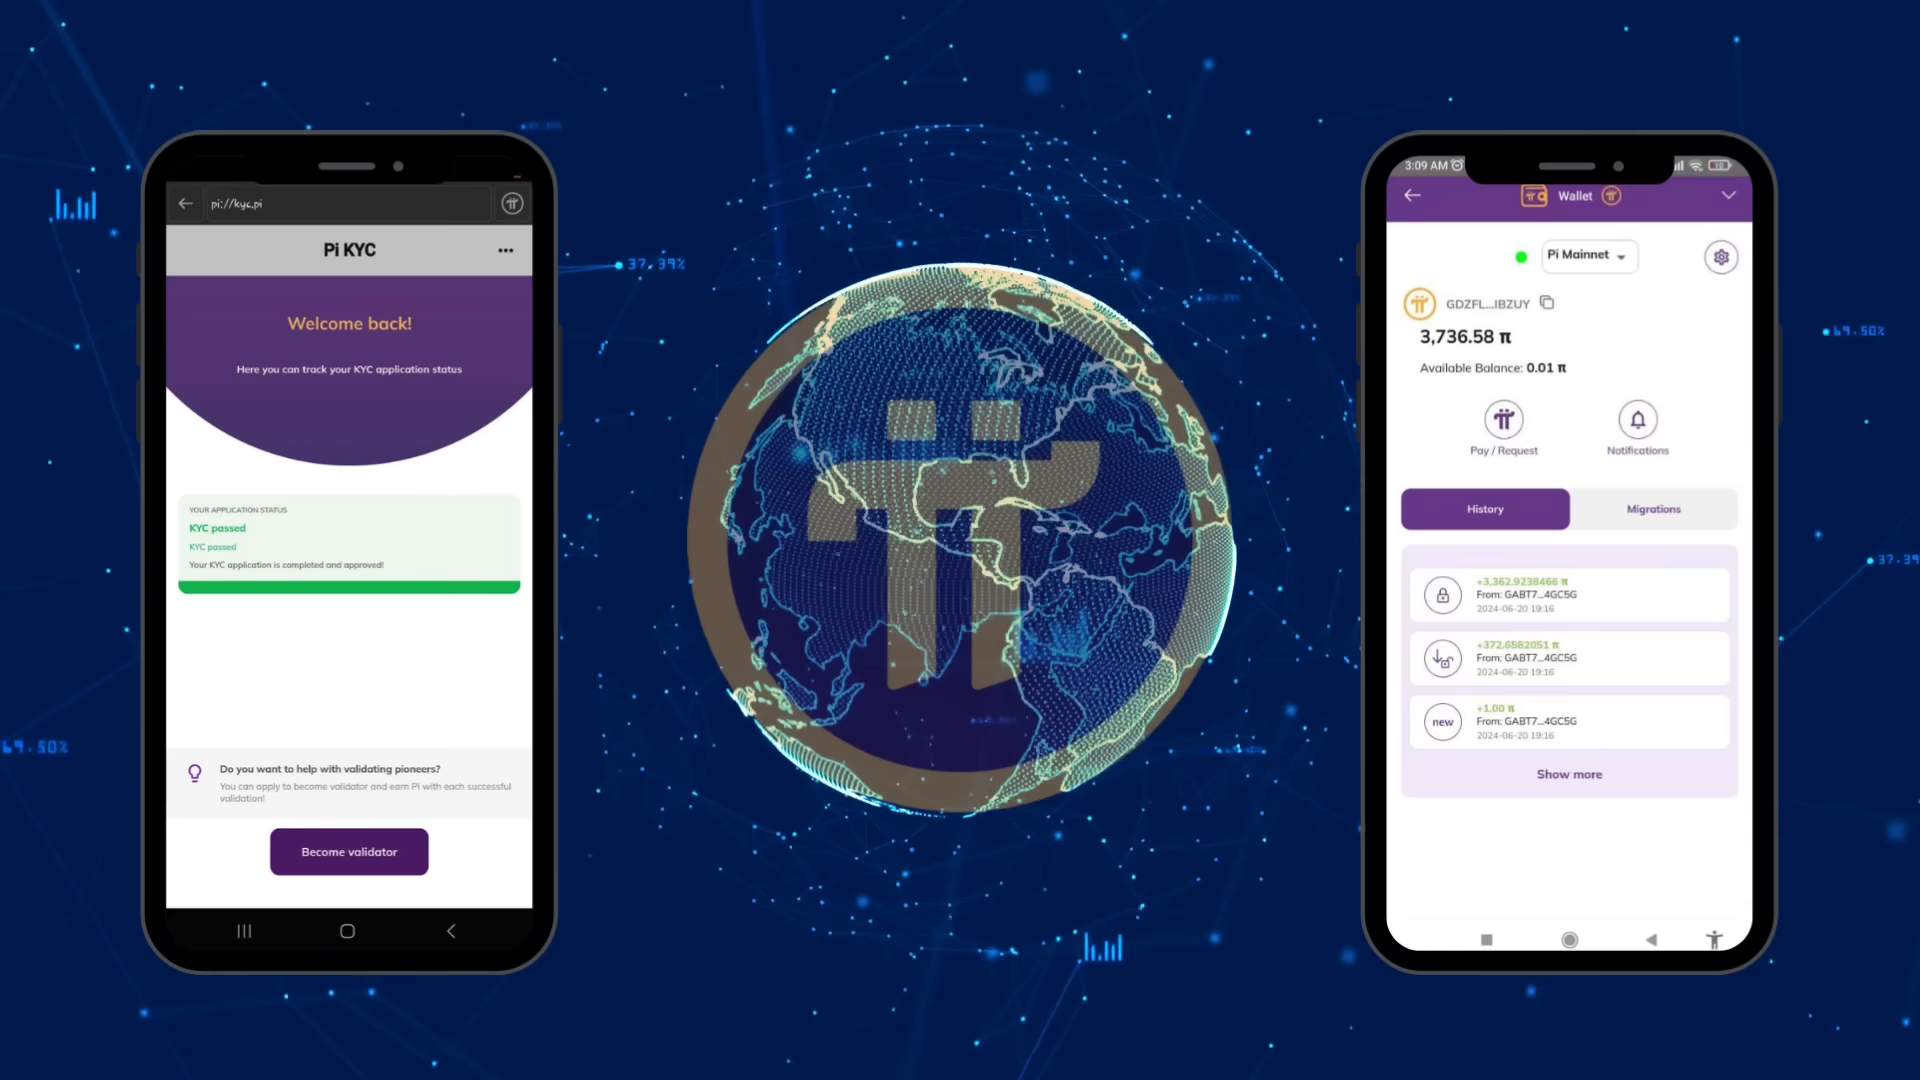 pi://kyc.pi
Pi KYC
Welcome back!
Here you can track your KYC application status
YOUR APPLICATION STATUS
KYC passed
KYC passed
Your KYC application is completed and approved!
Do you want to help with validating pioneers?
You can apply to become validator and earn Pi with each successful
validation!
Become validator
37.39%
69.50%
3:09 AM
Wallet
Pi Mainnet
GDZFL...IBZUY
3,736.58 π
Available Balance: 0.01 π
Pay / Request
Notifications
History
Migrations
+3,362.9238466 π
From: GABT7...4GC5G
2024-06-20 19:16
+372.6582051 π
From: GABT7...4GC5G
2024-06-20 19:16
new
+1.00 π
From: GABT7...4GC5G
2024-06-20 19:16
Show more
69.50%
37.39